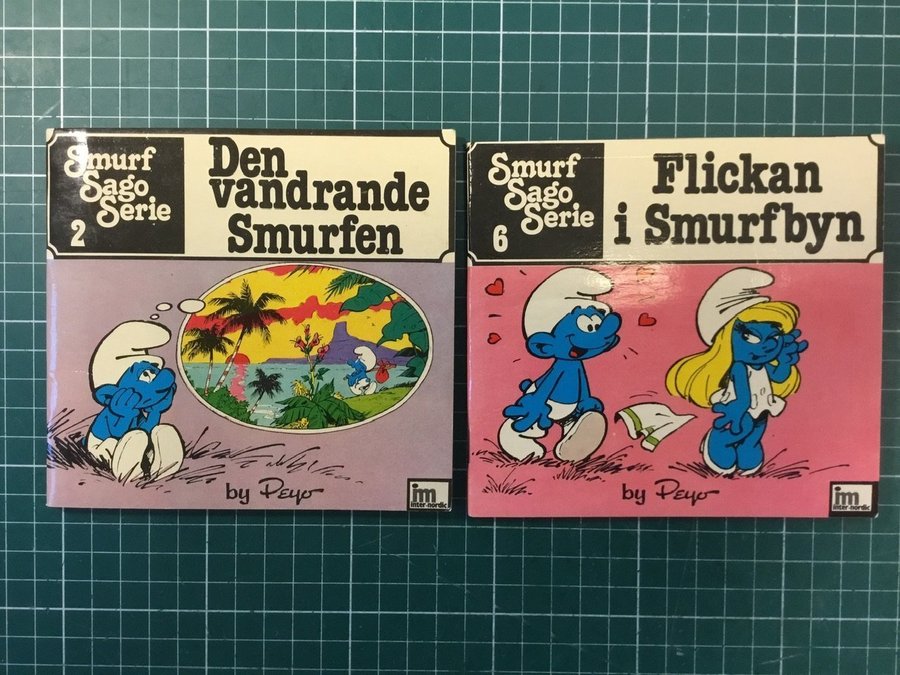 Smurf
Sago
Serie
2
Den
vandrande
Smurfen
by Peyo
im
inter-nordic
Smurf
Sago
Serie
6
Flickan
i Smurfbyn
by Peyo
im
inter-nordic